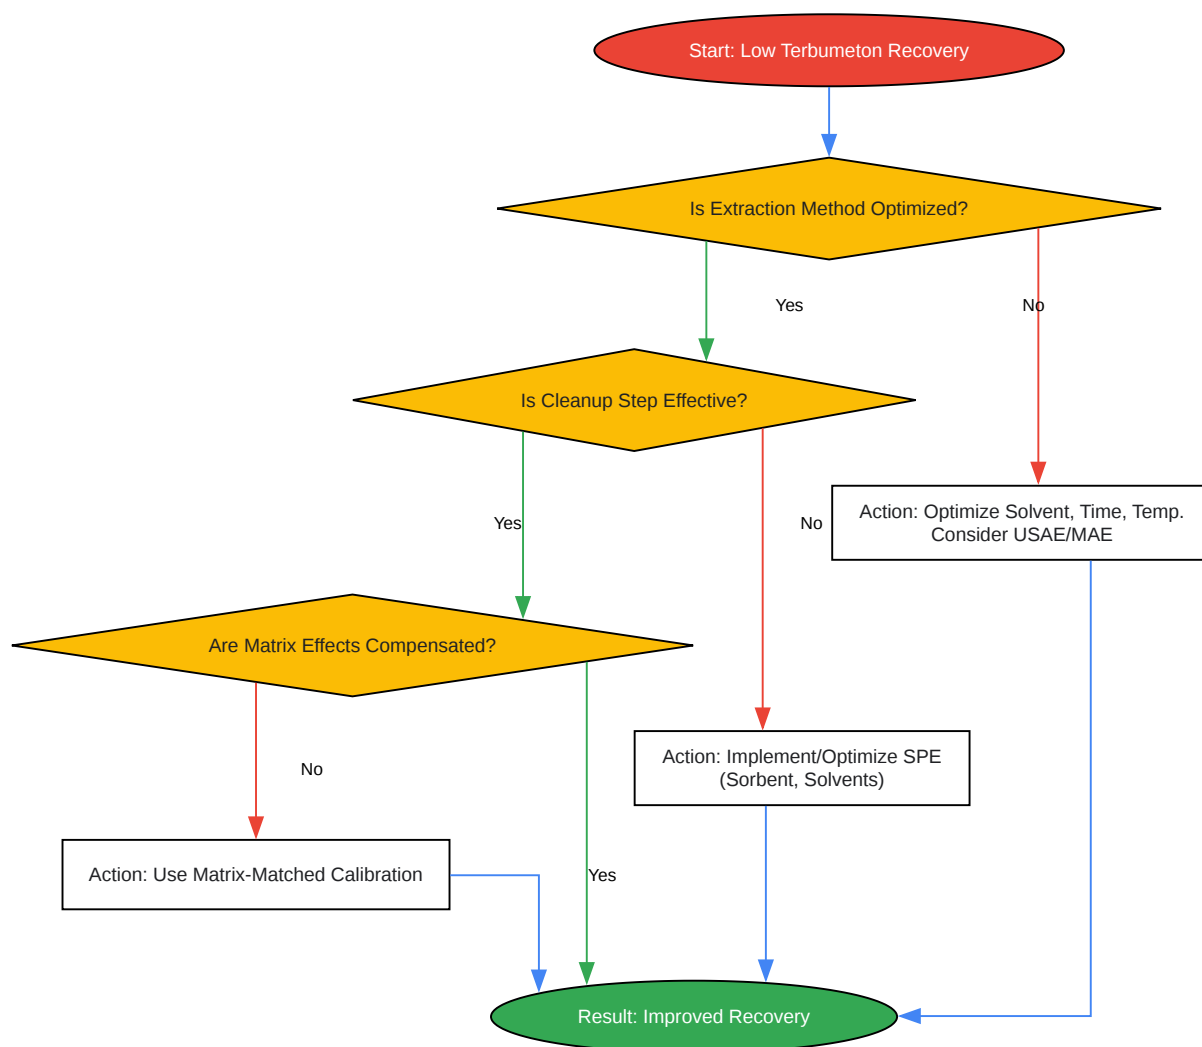 Start: Low Terbumeton Recovery
Is Extraction Method Optimized?
Yes
No
Is Cleanup Step Effective?
Yes
No
Action: Optimize Solvent, Time, Temp.
Consider USAE/MAE
Are Matrix Effects Compensated?
No
Action: Implement/Optimize SPE
(Sorbent, Solvents)
Action: Use Matrix-Matched Calibration
Yes
Result: Improved Recovery